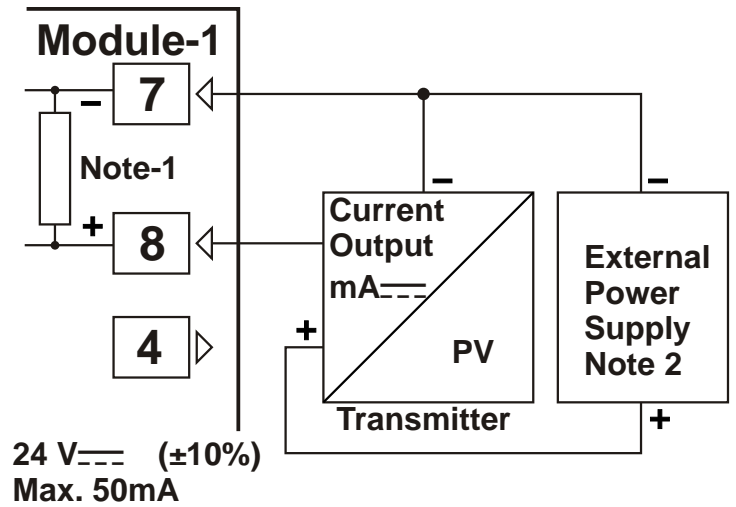 Module-1
−
7
Note-1
+
8
4
24 V⎓ (±10%)
Max. 50mA
−
Current
Output
mA⎓
+
PV
Transmitter
−
External
Power
Supply
Note 2
+